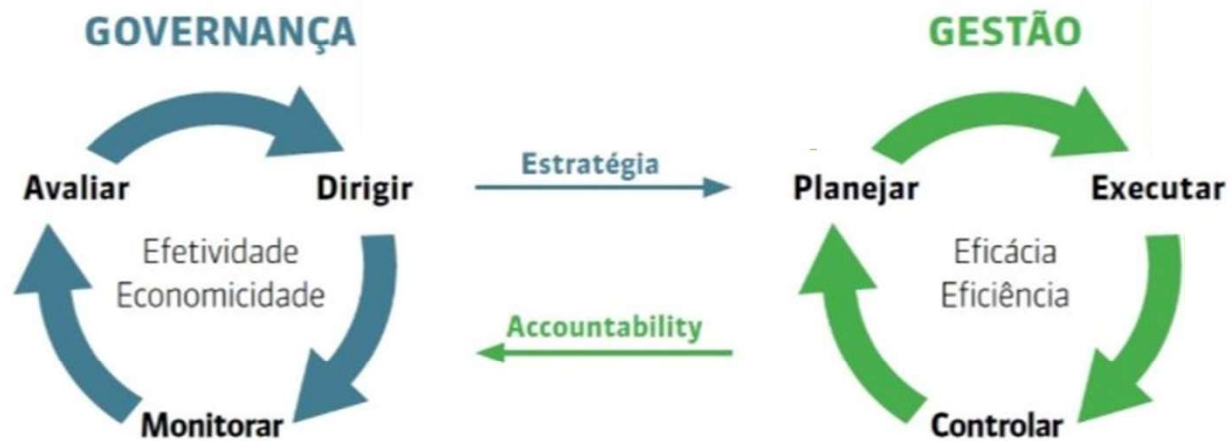 GOVERNANÇA
Avaliar
Dirigir
Efetividade
Economicidade
Monitorar
Estratégia
Accountability
GESTÃO
Planejar
Executar
Eficácia
Eficiência
Controlar